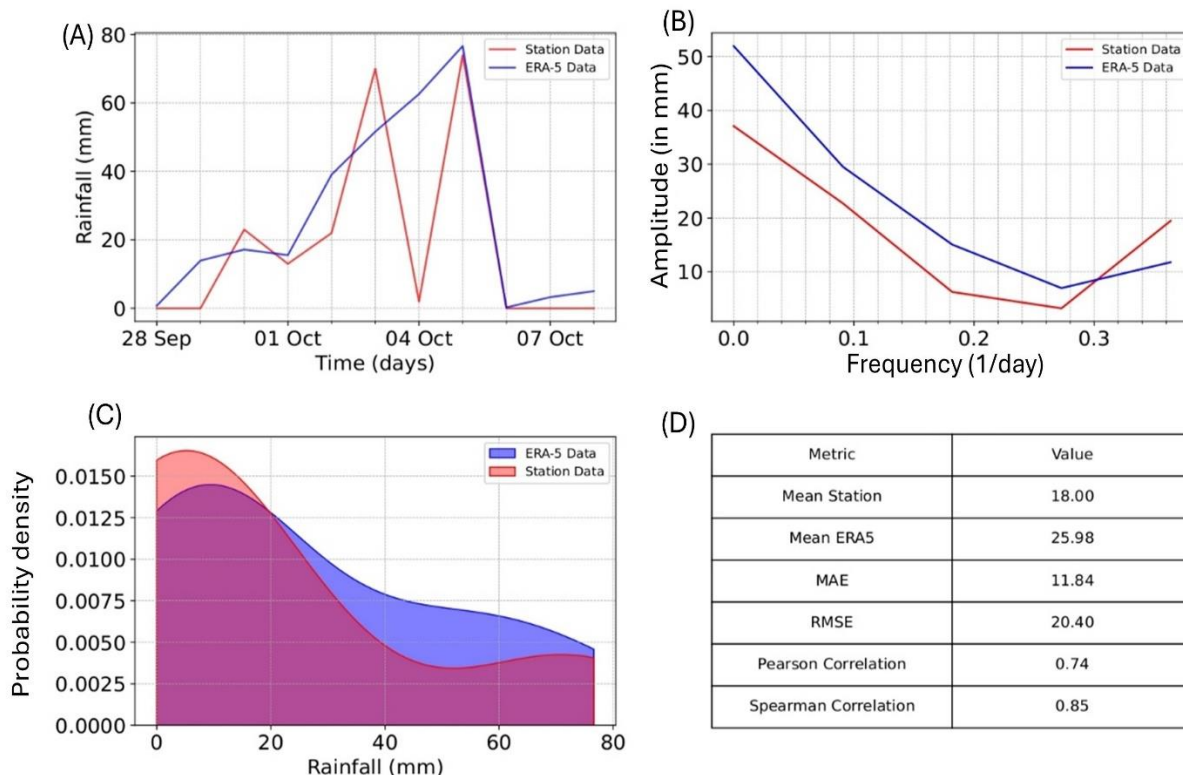 (A)
80
60
40
20
0
Rainfall (mm)
Station Data
ERA-5 Data
28 Sep 01 Oct 04 Oct 07 Oct
Time (days)
(B)
50
40
30
20
10
Amplitude (in mm)
Station Data
ERA-5 Data
0.0 0.1 0.2 0.3
Frequency (1/day)
(C)
0.0150
0.0125
0.0100
0.0075
0.0050
0.0025
0.0000
Probability density
ERA-5 Data
Station Data
0 20 40 60 80
Rainfall (mm)
(D)
Metric Value
Mean Station 18.00
Mean ERA5 25.98
MAE 11.84
RMSE 20.40
Pearson Correlation 0.74
Spearman Correlation 0.85